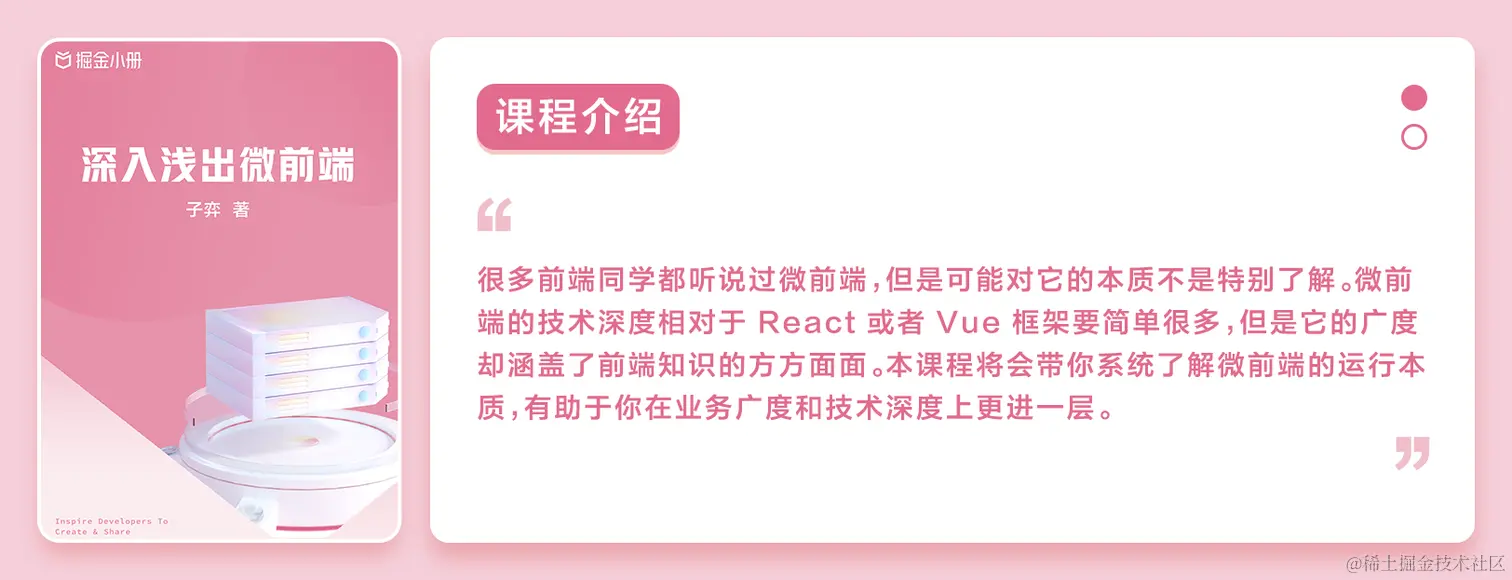 掘金小册
深入浅出微前端
子弈 著
Inspire Developers To
Create & Share
课程介绍
“
很多前端同学都听说过微前端，但是可能对它的本质不是特别了解。微前
端的技术深度相对于 React 或者 Vue 框架要简单很多，但是它的广度
却涵盖了前端知识的方方面面。本课程将会带你系统了解微前端的运行本
质，有助于你在业务广度和技术深度上更进一层。
”
@稀土掘金技术社区